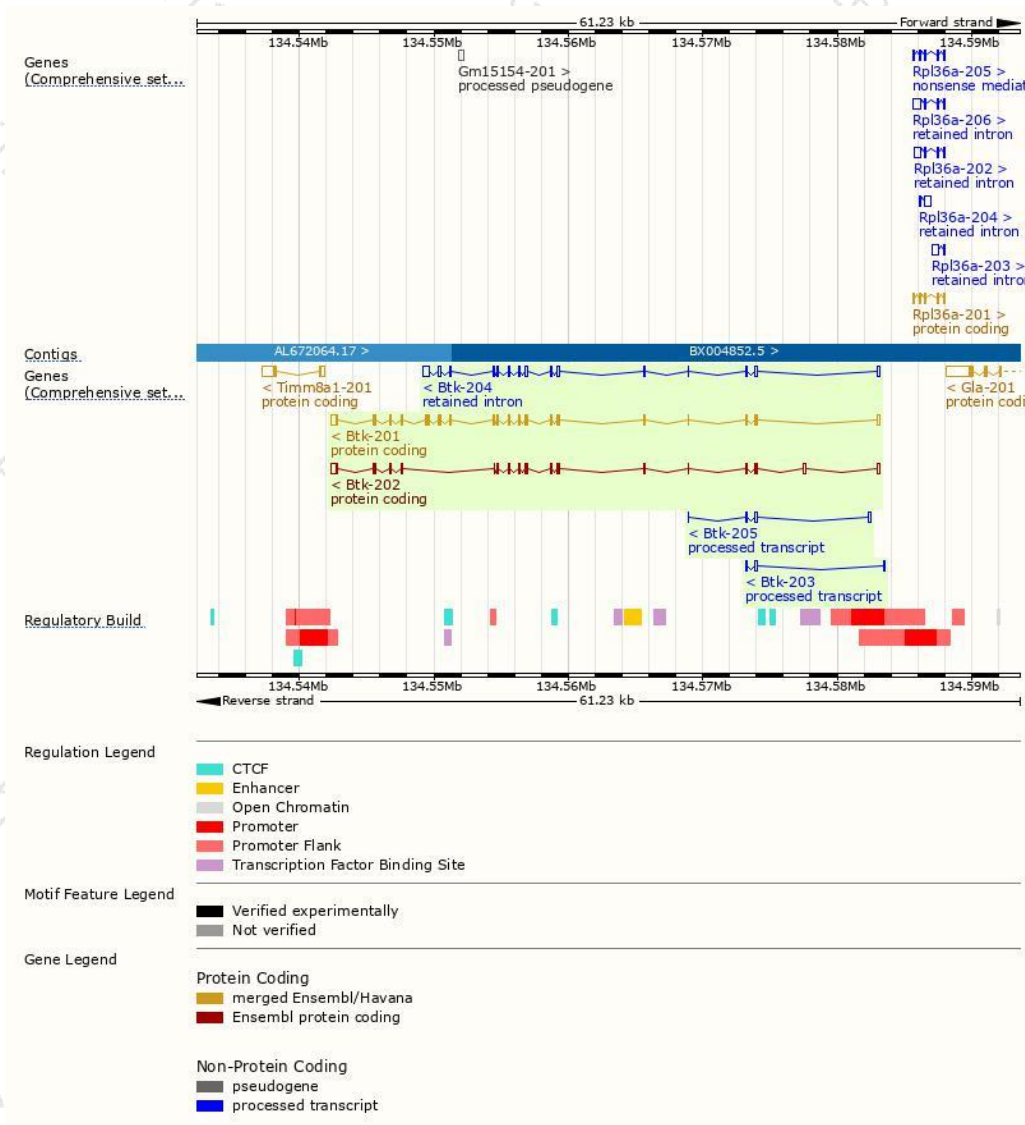 61.23 kb Forward strand
134.54Mb 134.55Mb 134.56Mb 134.57Mb 134.58Mb 134.59Mb
Genes
(Comprehensive set...
Gm15154-201 >
processed pseudogene
Rpl36a-205 >
nonsense mediat
Rpl36a-206 >
retained intron
Rpl36a-202 >
retained intron
Rpl36a-204 >
retained intron
Rpl36a-203 >
retained intro
Rpl36a-201 >
protein coding
Contigs
AL672064.17 > BX004852.5 >
Genes
(Comprehensive set...
< Timm8a1-201
protein coding
< Btk-204
retained intron
< Gla-201
protein codi
< Btk-201
protein coding
< Btk-202
protein coding
< Btk-205
processed transcript
< Btk-203
processed transcript
Regulatory Build
134.54Mb 134.55Mb 134.56Mb 134.57Mb 134.58Mb 134.59Mb
Reverse strand 61.23 kb
Regulation Legend
CTCF
Enhancer
Open Chromatin
Promoter
Promoter Flank
Transcription Factor Binding Site
Motif Feature Legend
Verified experimentally
Not verified
Gene Legend
Protein Coding
merged Ensembl/Havana
Ensembl protein coding
Non-Protein Coding
pseudogene
processed transcript